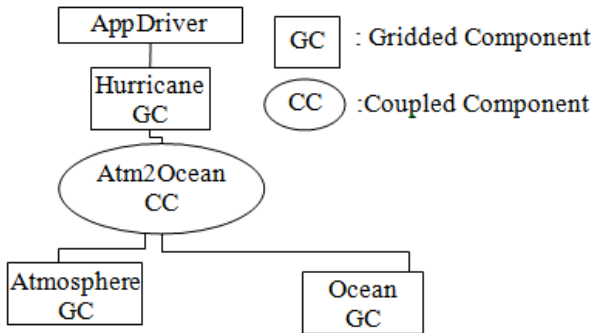 AppDriver
GC : Gridded Component
Hurricane
GC
CC :Coupled Component
Atm2Ocean
CC
Atmosphere
GC
Ocean
GC